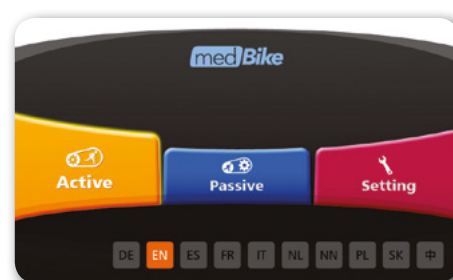 medBike
Active
Passive
Setting
DE EN ES FR IT NL NN PL SK 中